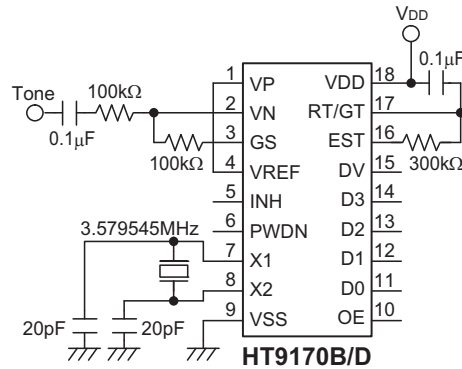 VDD
0.1μF
Tone
100kΩ
0.1μF
100kΩ
1 VP
2 VN
3 GS
4 VREF
5 INH
6 PWDN
7 X1
8 X2
9 VSS
VDD 18
RT/GT 17
EST 16
DV 15
D3 14
D2 13
D1 12
D0 11
OE 10
300kΩ
3.579545MHz
20pF
20pF
HT9170B/D